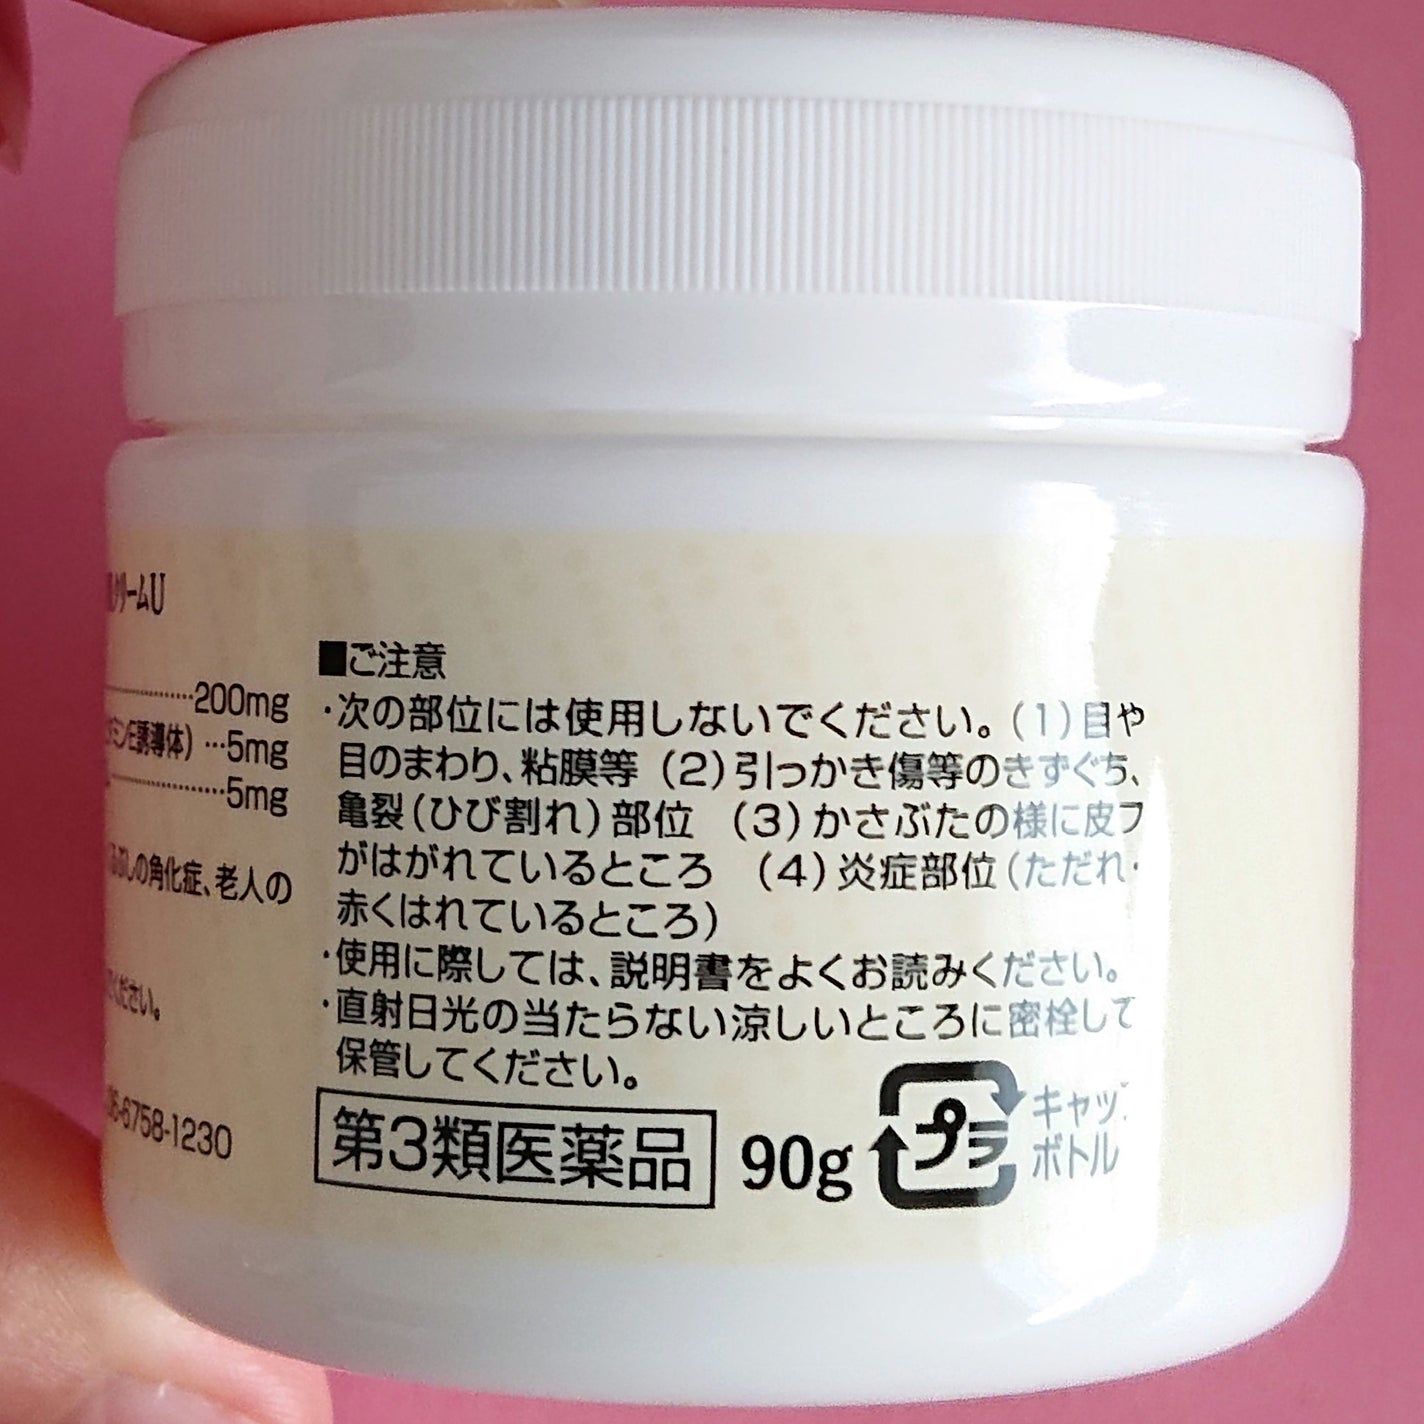 クリームU
200mg
ミンE誘導体)…5mg
5mg
しの角化症、老人の
ください。
6-6758-1230
■ご注意
・次の部位には使用しないでください。(1)目や
目のまわり、粘膜等 (2)引っかき傷等のきずぐち、
亀裂(ひび割れ)部位 (3)かさぶたの様に皮フ
がはがれているところ (4)炎症部位(ただれ・
赤くはれているところ)
・使用に際しては、説明書をよくお読みください。
・直射日光の当たらない涼しいところに密栓して
保管してください。
第3類医薬品 90g プラ キャップ
ボトル